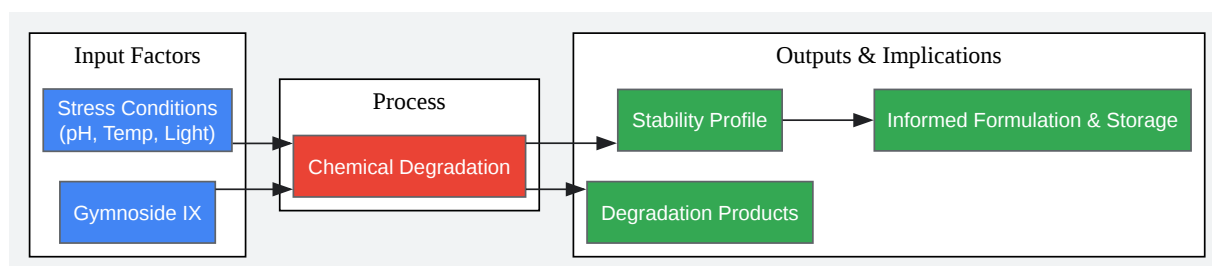 Input Factors
Stress Conditions
(pH, Temp, Light)
Gymnoside IX
Process
Chemical Degradation
Outputs & Implications
Stability Profile
Informed Formulation & Storage
Degradation Products